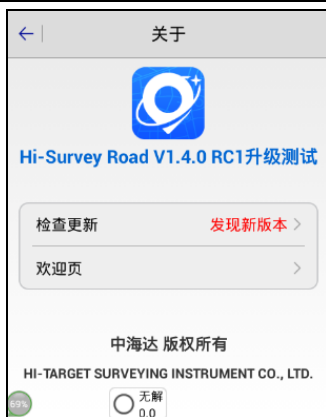 关于
Hi-Survey Road V1.4.0 RC1升级测试
检查更新 发现新版本
欢迎页
中海达 版权所有
HI-TARGET SURVEYING INSTRUMENT CO., LTD.
69%
无解
0.0